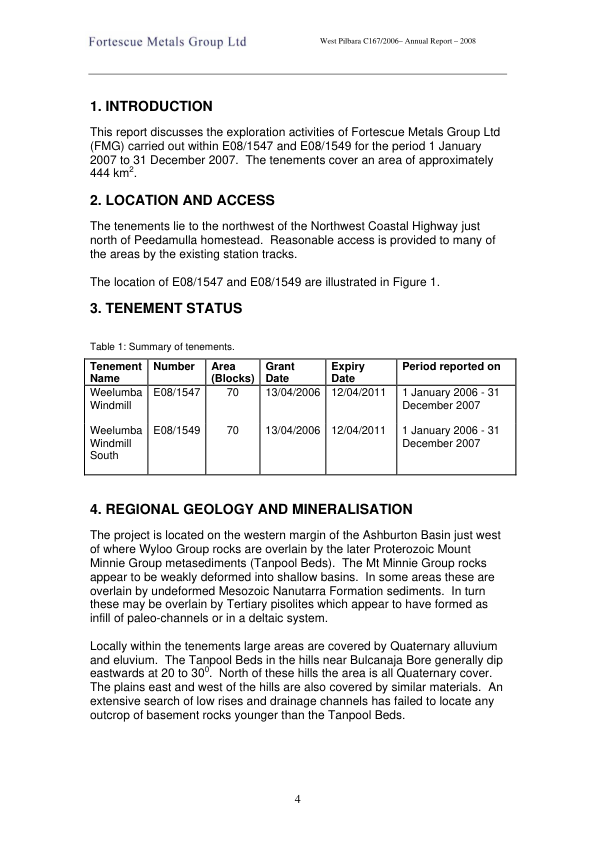 Fortescue Metals Group Ltd
West Pilbara C167/2006– Annual Report – 2008
1. INTRODUCTION
This report discusses the exploration activities of Fortescue Metals Group Ltd
(FMG) carried out within E08/1547 and E08/1549 for the period 1 January
2007 to 31 December 2007.  The tenements cover an area of approximately
444 km².
2. LOCATION AND ACCESS
The tenements lie to the northwest of the Northwest Coastal Highway just
north of Peedamulla homestead.  Reasonable access is provided to many of
the areas by the existing station tracks.
The location of E08/1547 and E08/1549 are illustrated in Figure 1.
3. TENEMENT STATUS
Table 1: Summary of tenements.
Tenement Number Area Grant Expiry Period reported on
Name (Blocks) Date Date
Weelumba E08/1547 70 13/04/2006 12/04/2011 1 January 2006 - 31
Windmill December 2007
Weelumba E08/1549 70 13/04/2006 12/04/2011 1 January 2006 - 31
Windmill December 2007
South
4. REGIONAL GEOLOGY AND MINERALISATION
The project is located on the western margin of the Ashburton Basin just west
of where Wyloo Group rocks are overlain by the later Proterozoic Mount
Minnie Group metasediments (Tanpool Beds).  The Mt Minnie Group rocks
appear to be weakly deformed into shallow basins.  In some areas these are
overlain by undeformed Mesozoic Nanutarra Formation sediments.  In turn
these may be overlain by Tertiary pisolites which appear to have formed as
infill of paleo-channels or in a deltaic system.
Locally within the tenements large areas are covered by Quaternary alluvium
and eluvium.  The Tanpool Beds in the hills near Bulcanaja Bore generally dip
eastwards at 20 to 30⁰.  North of these hills the area is all Quaternary cover.
The plains east and west of the hills are also covered by similar materials.  An
extensive search of low rises and drainage channels has failed to locate any
outcrop of basement rocks younger than the Tanpool Beds.
4